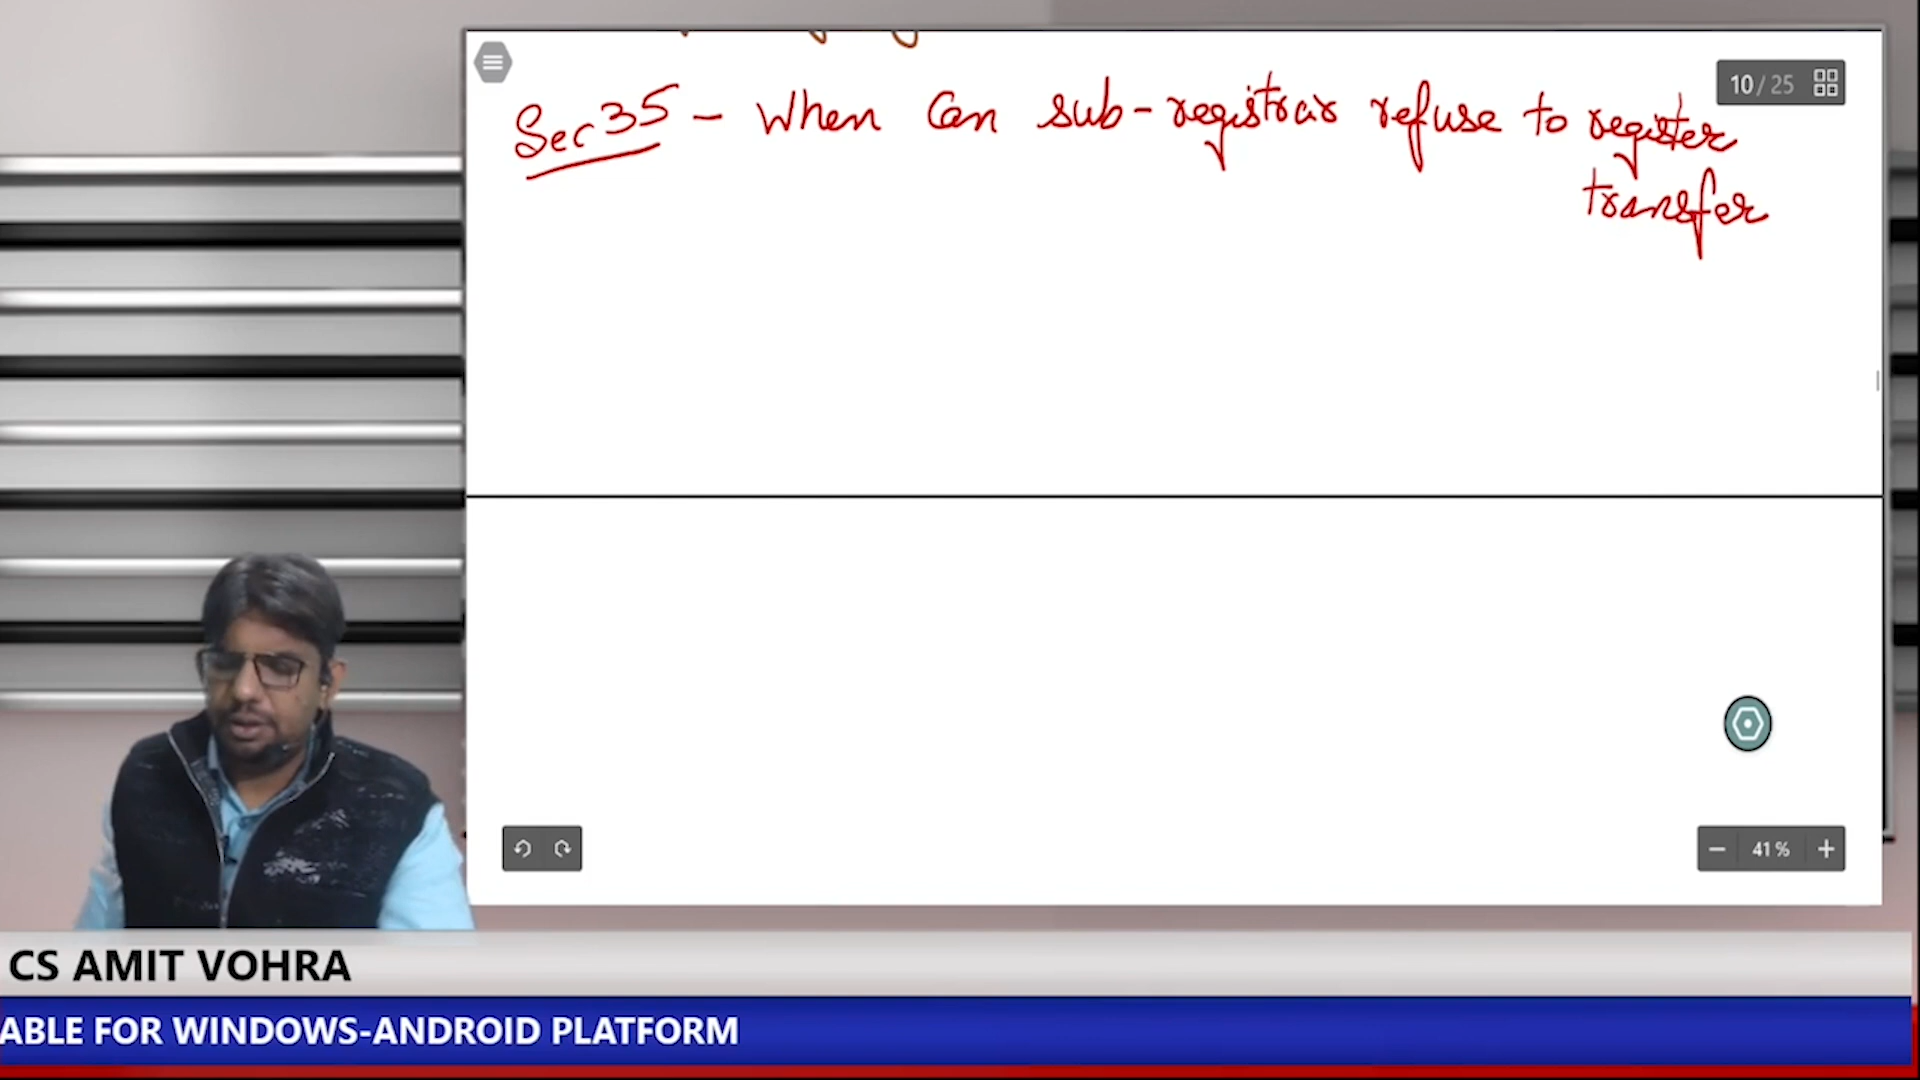 Sec 35 - When Can sub-registrar refuse to register
transfer
10/25
41%
CS AMIT VOHRA
ABLE FOR WINDOWS-ANDROID PLATFORM